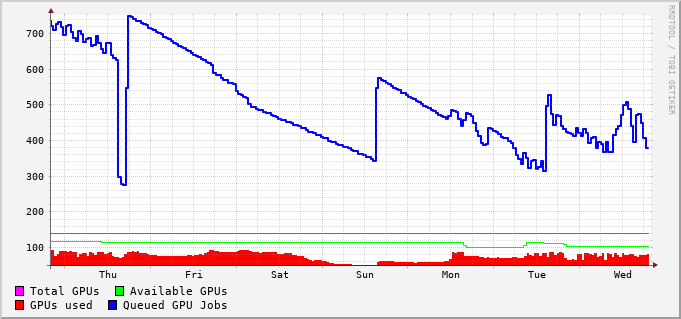 RRDTOOL / TOBI OETIKER
700
600
500
400
300
200
100
Thu Fri Sat Sun Mon Tue Wed
Total GPUs Available GPUs
GPUs used Queued GPU Jobs